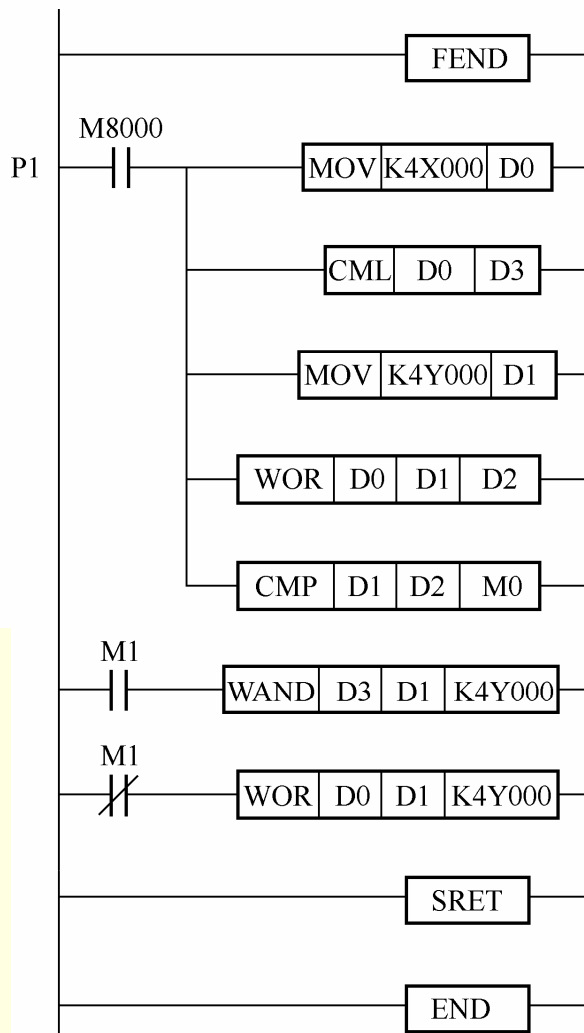 FEND
M8000
P1 MOV K4X000 D0
CML D0 D3
MOV K4Y000 D1
WOR D0 D1 D2
CMP D1 D2 M0
M1
WAND D3 D1 K4Y000
M1
WOR D0 D1 K4Y000
SRET
END